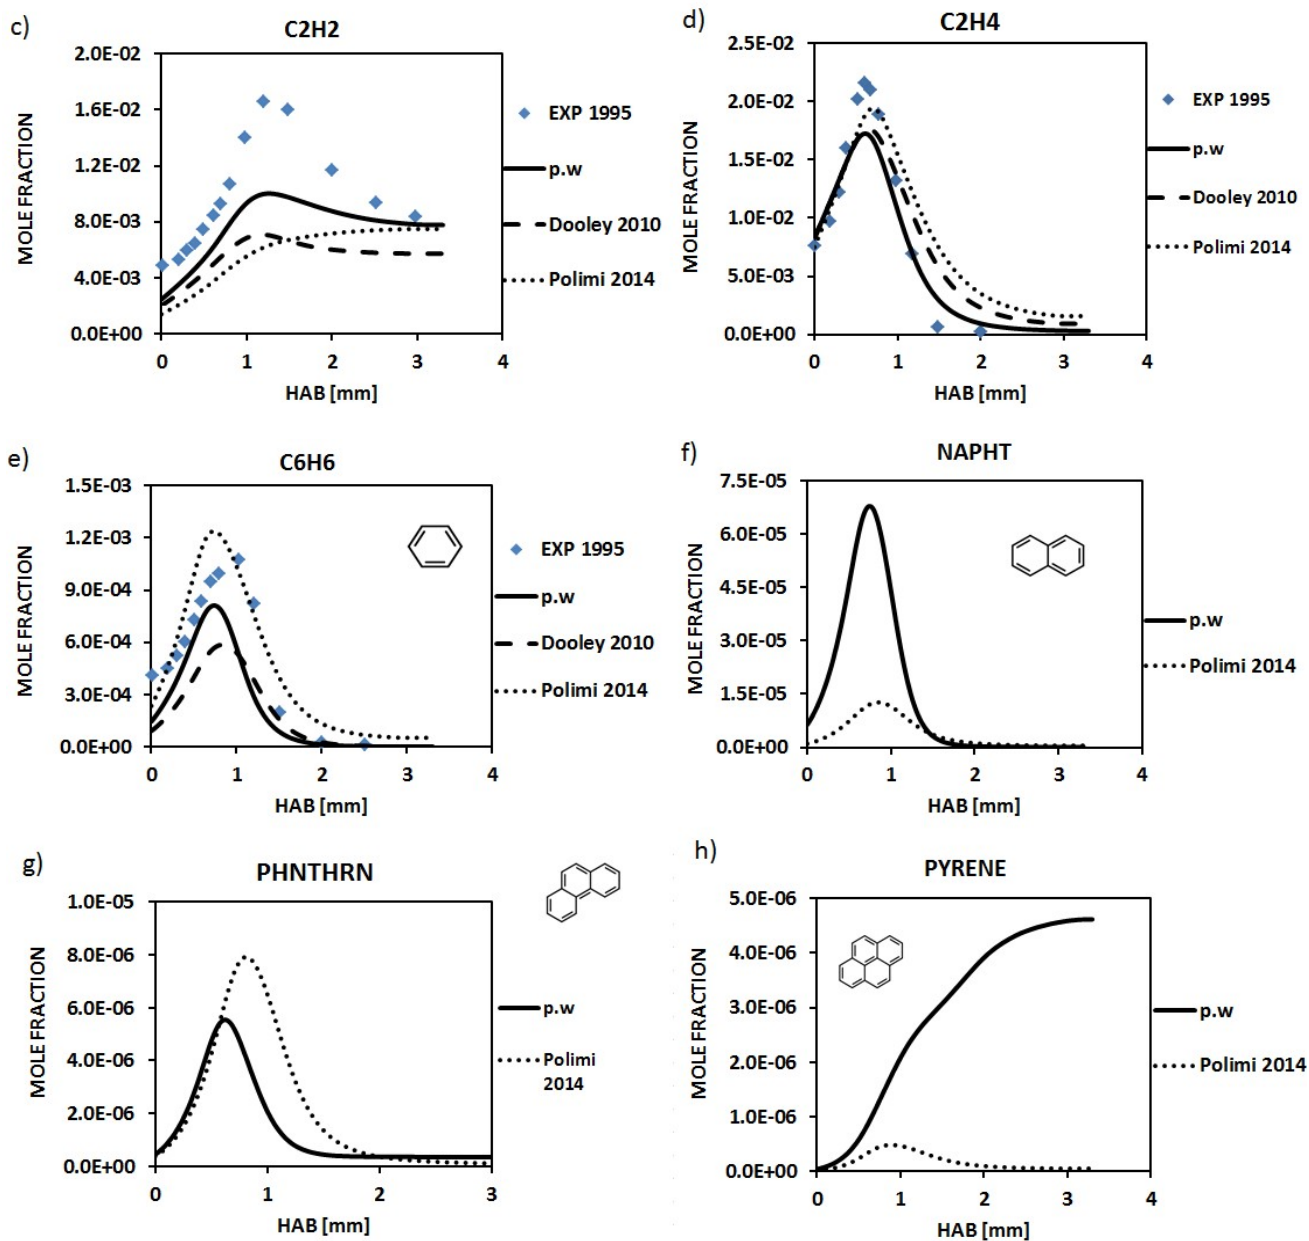 c)
C2H2
2.0E-02
1.6E-02
1.2E-02
8.0E-03
4.0E-03
0.0E+00
MOLE FRACTION
0 1 2 3 4
HAB [mm]
EXP 1995
p.w
Dooley 2010
Polimi 2014
d)
C2H4
2.5E-02
2.0E-02
1.5E-02
1.0E-02
5.0E-03
0.0E+00
MOLE FRACTION
0 1 2 3 4
HAB [mm]
EXP 1995
p.w
Dooley 2010
Polimi 2014
e)
C6H6
1.5E-03
1.2E-03
9.0E-04
6.0E-04
3.0E-04
0.0E+00
MOLE FRACTION
0 1 2 3 4
HAB [mm]
EXP 1995
p.w
Dooley 2010
Polimi 2014
f)
NAPHT
7.5E-05
6.0E-05
4.5E-05
3.0E-05
1.5E-05
0.0E+00
MOLE FRACTION
0 1 2 3 4
HAB [mm]
p.w
Polimi 2014
g)
PHNTHRN
1.0E-05
8.0E-06
6.0E-06
4.0E-06
2.0E-06
0.0E+00
MOLE FRACTION
0 1 2 3
HAB [mm]
p.w
Polimi
2014
h)
PYRENE
5.0E-06
4.0E-06
3.0E-06
2.0E-06
1.0E-06
0.0E+00
MOLE FRACTION
0 1 2 3 4
HAB [mm]
p.w
Polimi 2014